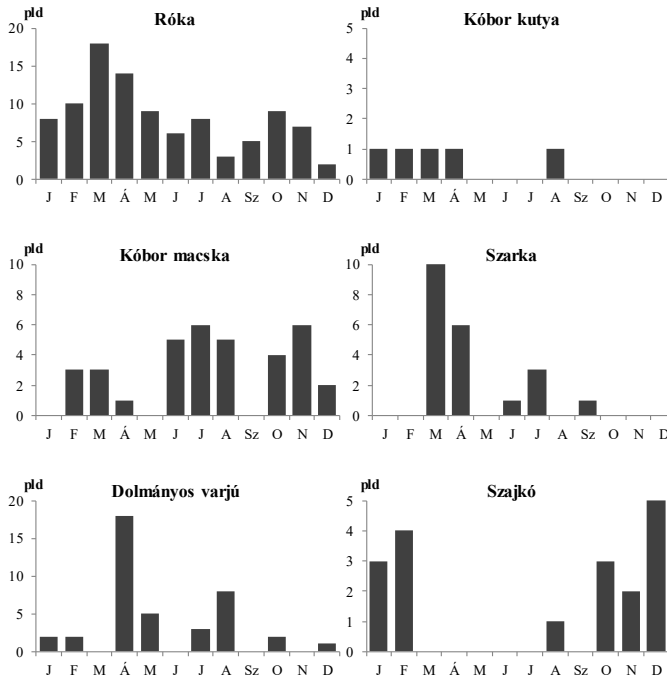 pld Róka
20
15
10
5
0
J F M Á M J J A Sz O N D
pld Kóbor kutya
5
4
3
2
1
0
J F M Á M J J A Sz O N D
Kóbor macska
pld
10
8
6
4
2
0
J F M Á M J J A Sz O N D
pld Szarka
10
8
6
4
2
0
J F M Á M J J A Sz O N D
pld Dolmányos varjú
20
15
10
5
0
J F M Á M J J A Sz O N D
pld Szajkó
5
4
3
2
1
0
J F M Á M J J A Sz O N D